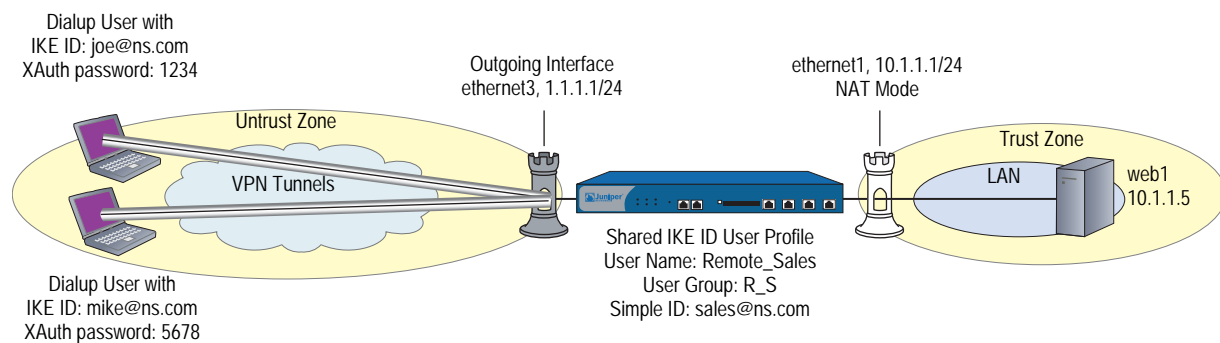 Dialup User with
IKE ID: joe@ns.com
XAuth password: 1234
Outgoing Interface
ethernet3, 1.1.1.1/24
ethernet1, 10.1.1.1/24
NAT Mode
Untrust Zone
Trust Zone
VPN Tunnels
LAN
web1
10.1.1.5
Juniper
Shared IKE ID User Profile
User Name: Remote_Sales
User Group: R_S
Simple ID: sales@ns.com
Dialup User with
IKE ID: mike@ns.com
XAuth password: 5678